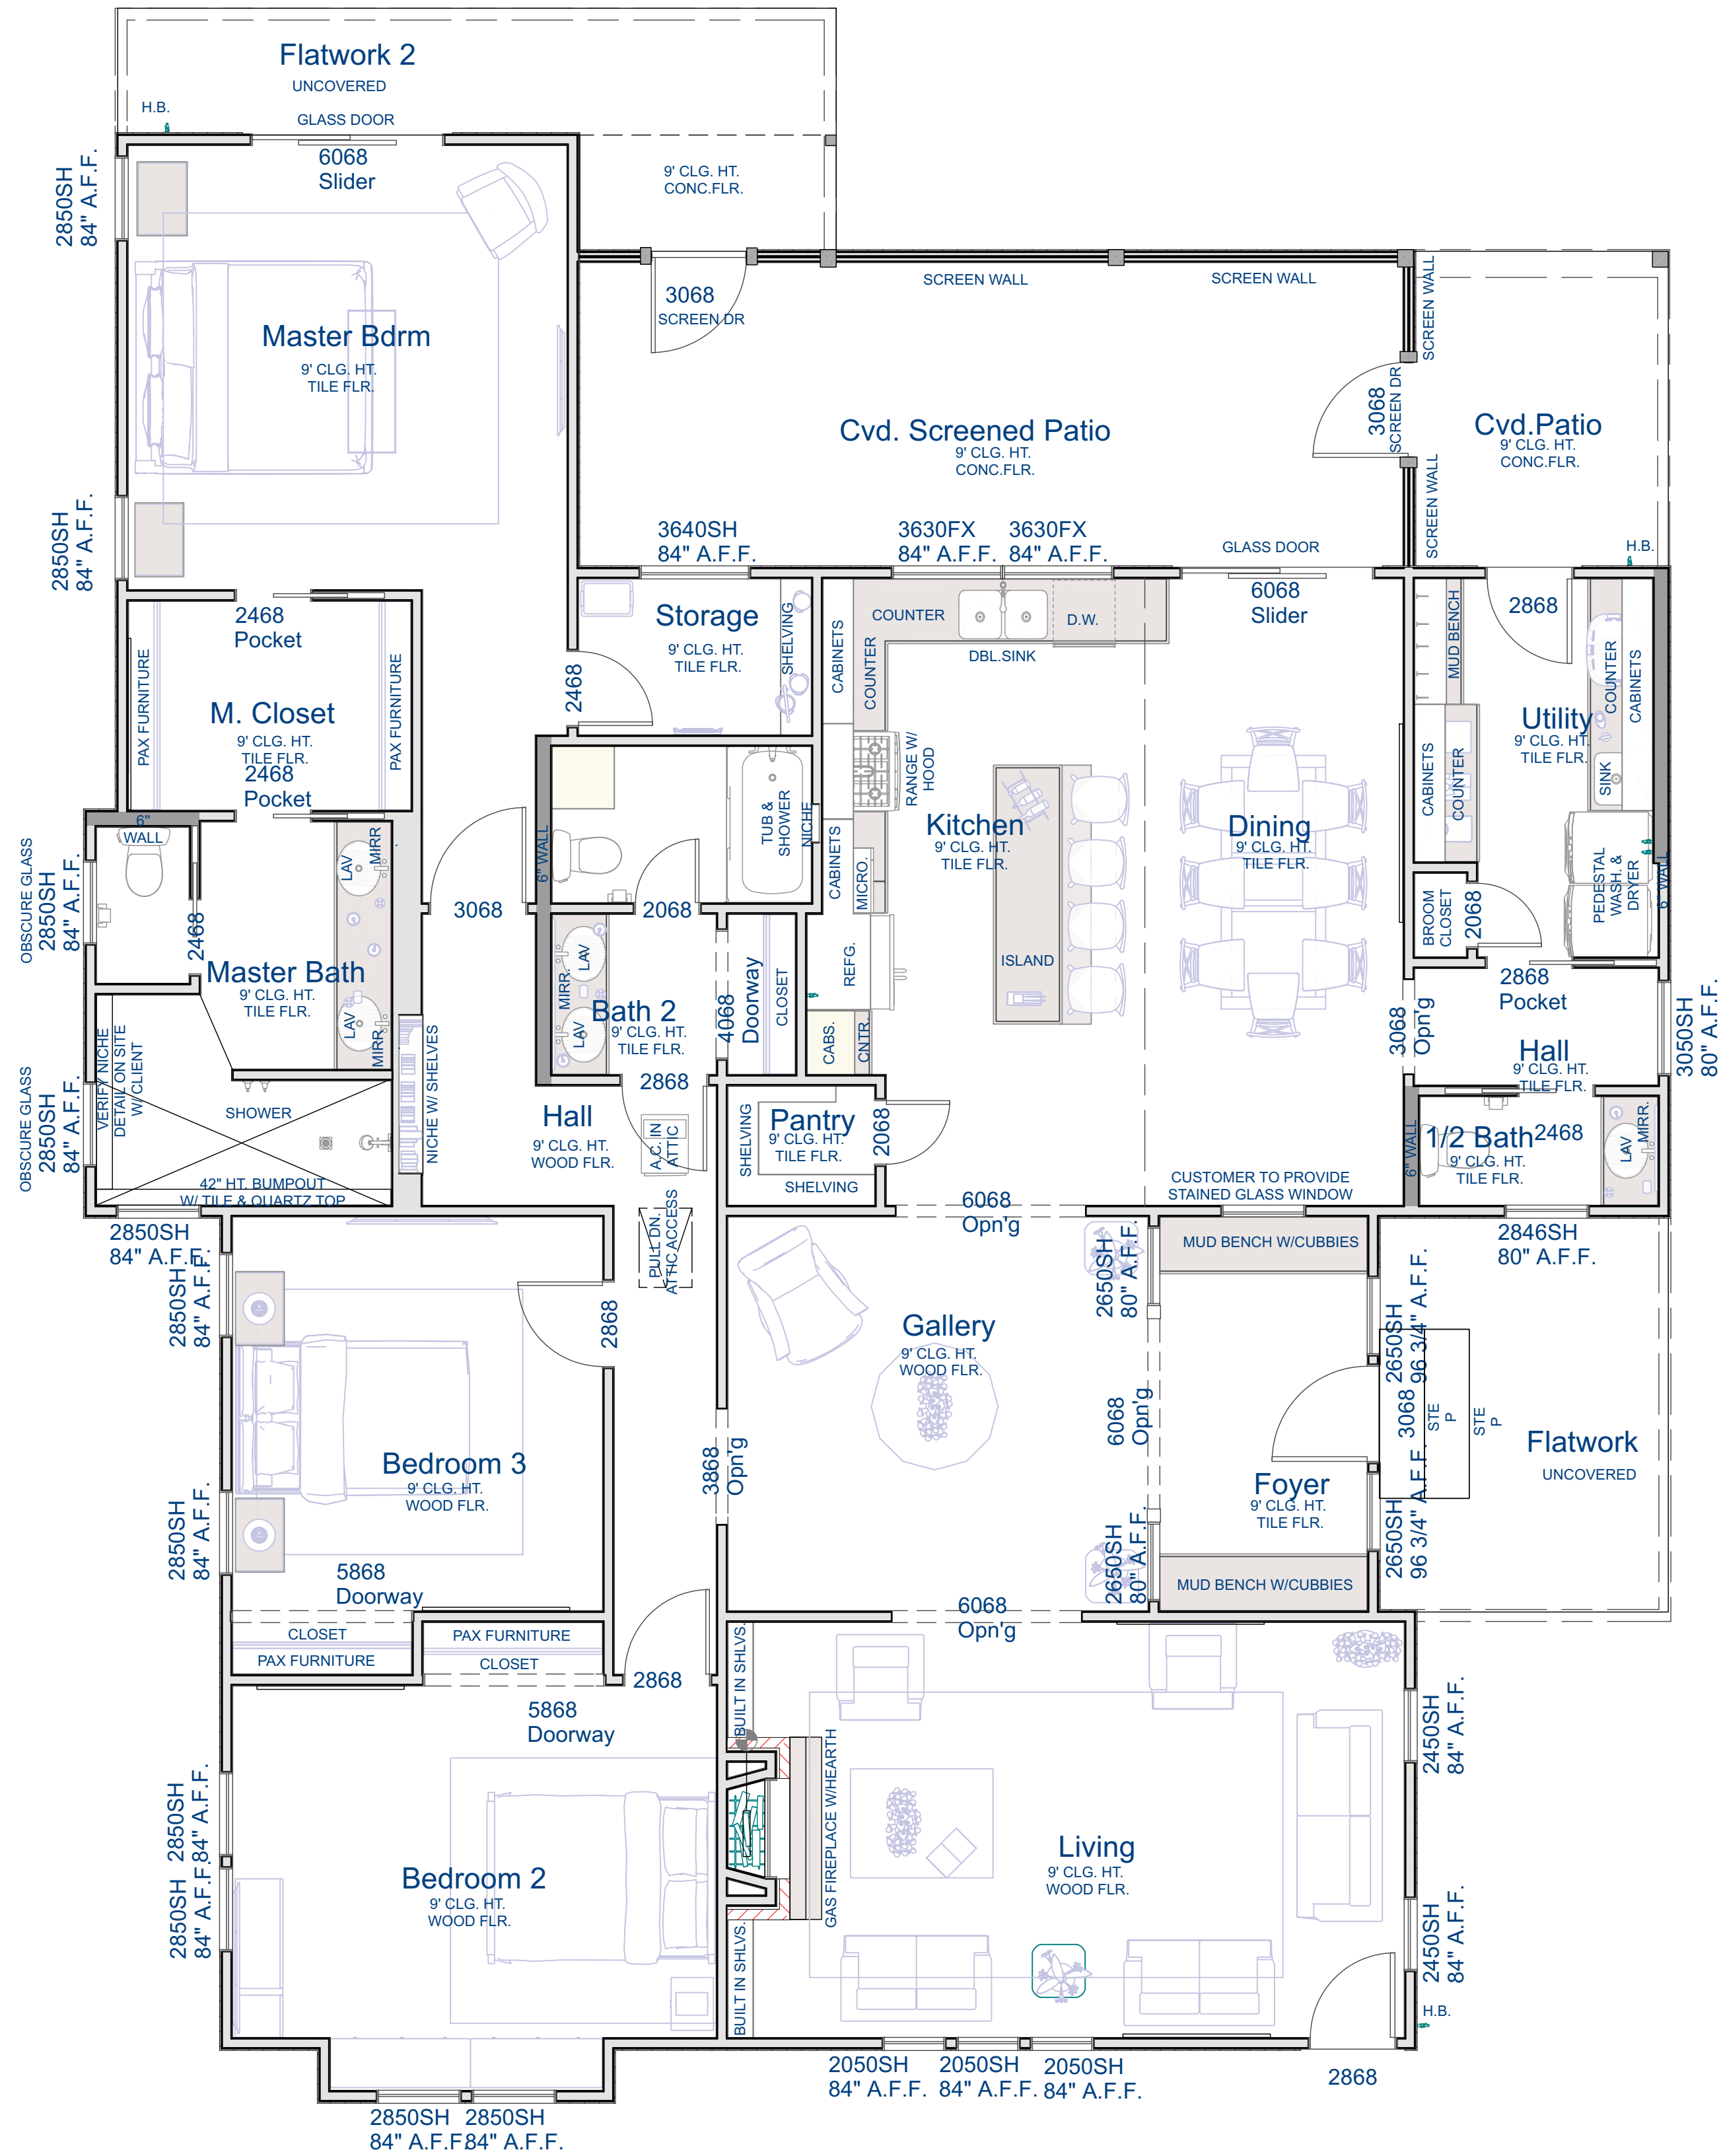 Flatwork 2
UNCOVERED
H.B.
GLASS DOOR
6068
Slider
2850SH
84" A.F.F.
9' CLG. HT.
CONC.FLR.
3068
SCREEN DR
SCREEN WALL
SCREEN WALL
SCREEN WALL
Master Bdrm
9' CLG. HT.
TILE FLR.
3068
SCREEN DR
Cvd. Screened Patio
9' CLG. HT.
CONC.FLR.
Cvd.Patio
9' CLG. HT.
CONC.FLR.
SCREEN WALL
2850SH
84" A.F.F.
3640SH
84" A.F.F.
3630FX
84" A.F.F.
3630FX
84" A.F.F.
GLASS DOOR
H.B.
6068
Slider
2468
Pocket
Storage
9' CLG. HT.
TILE FLR.
SHELVING
CABINETS
COUNTER
COUNTER
D.W.
DBL.SINK
MUD BENCH
2868
COUNTER
CABINETS
PAX FURNITURE
PAX FURNITURE
2468
M. Closet
9' CLG. HT.
TILE FLR.
2468
Pocket
Utility
9' CLG. HT.
TILE FLR.
CABINETS
COUNTER
SINK
RANGE W/
HOOD
6"
WALL
OBSCURE GLASS
2850SH
84" A.F.F.
LAV
MIRR.
6" WALL
TUB &
SHOWER
NICHE
Kitchen
9' CLG. HT.
TILE FLR.
Dining
9' CLG. HT.
TILE FLR.
CABINETS
MICRO.
PEDESTAL
WASH. &
DRYER
6" WALL
3068
2068
2468
BROOM
CLOSET
2068
Master Bath
9' CLG. HT.
TILE FLR.
MIRR.
LAV
LAV
Bath 2
9' CLG. HT.
TILE FLR.
4068
Doorway
CLOSET
REFG.
ISLAND
2868
Pocket
3068
Opn'g
3050SH
80" A.F.F.
LAV
MIRR.
CABS.
CNTR.
Hall
9' CLG. HT.
TILE FLR.
VERIFY NICHE
DETAIL ON SITE
W/CLIENT
NICHE W/ SHELVES
2868
OBSCURE GLASS
2850SH
84" A.F.F.
SHOWER
Hall
9' CLG. HT.
WOOD FLR.
A.C. IN
ATTIC
SHELVING
Pantry
9' CLG. HT.
TILE FLR.
2068
SHELVING
6" WALL
1/2 Bath
2468
9' CLG. HT.
TILE FLR.
LAV
MIRR.
42" HT. BUMPOUT
W/ TILE & QUARTZ TOP
CUSTOMER TO PROVIDE
STAINED GLASS WINDOW
2850SH
84" A.F.F.
PULL DN.
ATTIC ACCESS
6068
Opn'g
2846SH
80" A.F.F.
MUD BENCH W/CUBBIES
2850SH
84" A.F.F.
2868
2650SH
80" A.F.F.
2650SH
96 3/4" A.F.F.
Gallery
9' CLG. HT.
WOOD FLR.
6068
Opn'g
3068
STE
P
STE
P
Flatwork
UNCOVERED
Bedroom 3
9' CLG. HT.
WOOD FLR.
3868
Opn'g
Foyer
9' CLG. HT.
TILE FLR.
2850SH
84" A.F.F.
2650SH
80" A.F.F.
2650SH
96 3/4" A.F.F.
5868
Doorway
MUD BENCH W/CUBBIES
6068
Opn'g
CLOSET
PAX FURNITURE
PAX FURNITURE
CLOSET
2868
BUILT IN SHLVS.
5868
Doorway
2450SH
84" A.F.F.
GAS FIREPLACE W/HEARTH
2850SH
84" A.F.F.
Living
9' CLG. HT.
WOOD FLR.
Bedroom 2
9' CLG. HT.
WOOD FLR.
2850SH
84" A.F.F.
BUILT IN SHLVS.
2450SH
84" A.F.F.
H.B.
2050SH
84" A.F.F.
2050SH
84" A.F.F.
2050SH
84" A.F.F.
2868
2850SH
84" A.F.F.
2850SH
84" A.F.F.